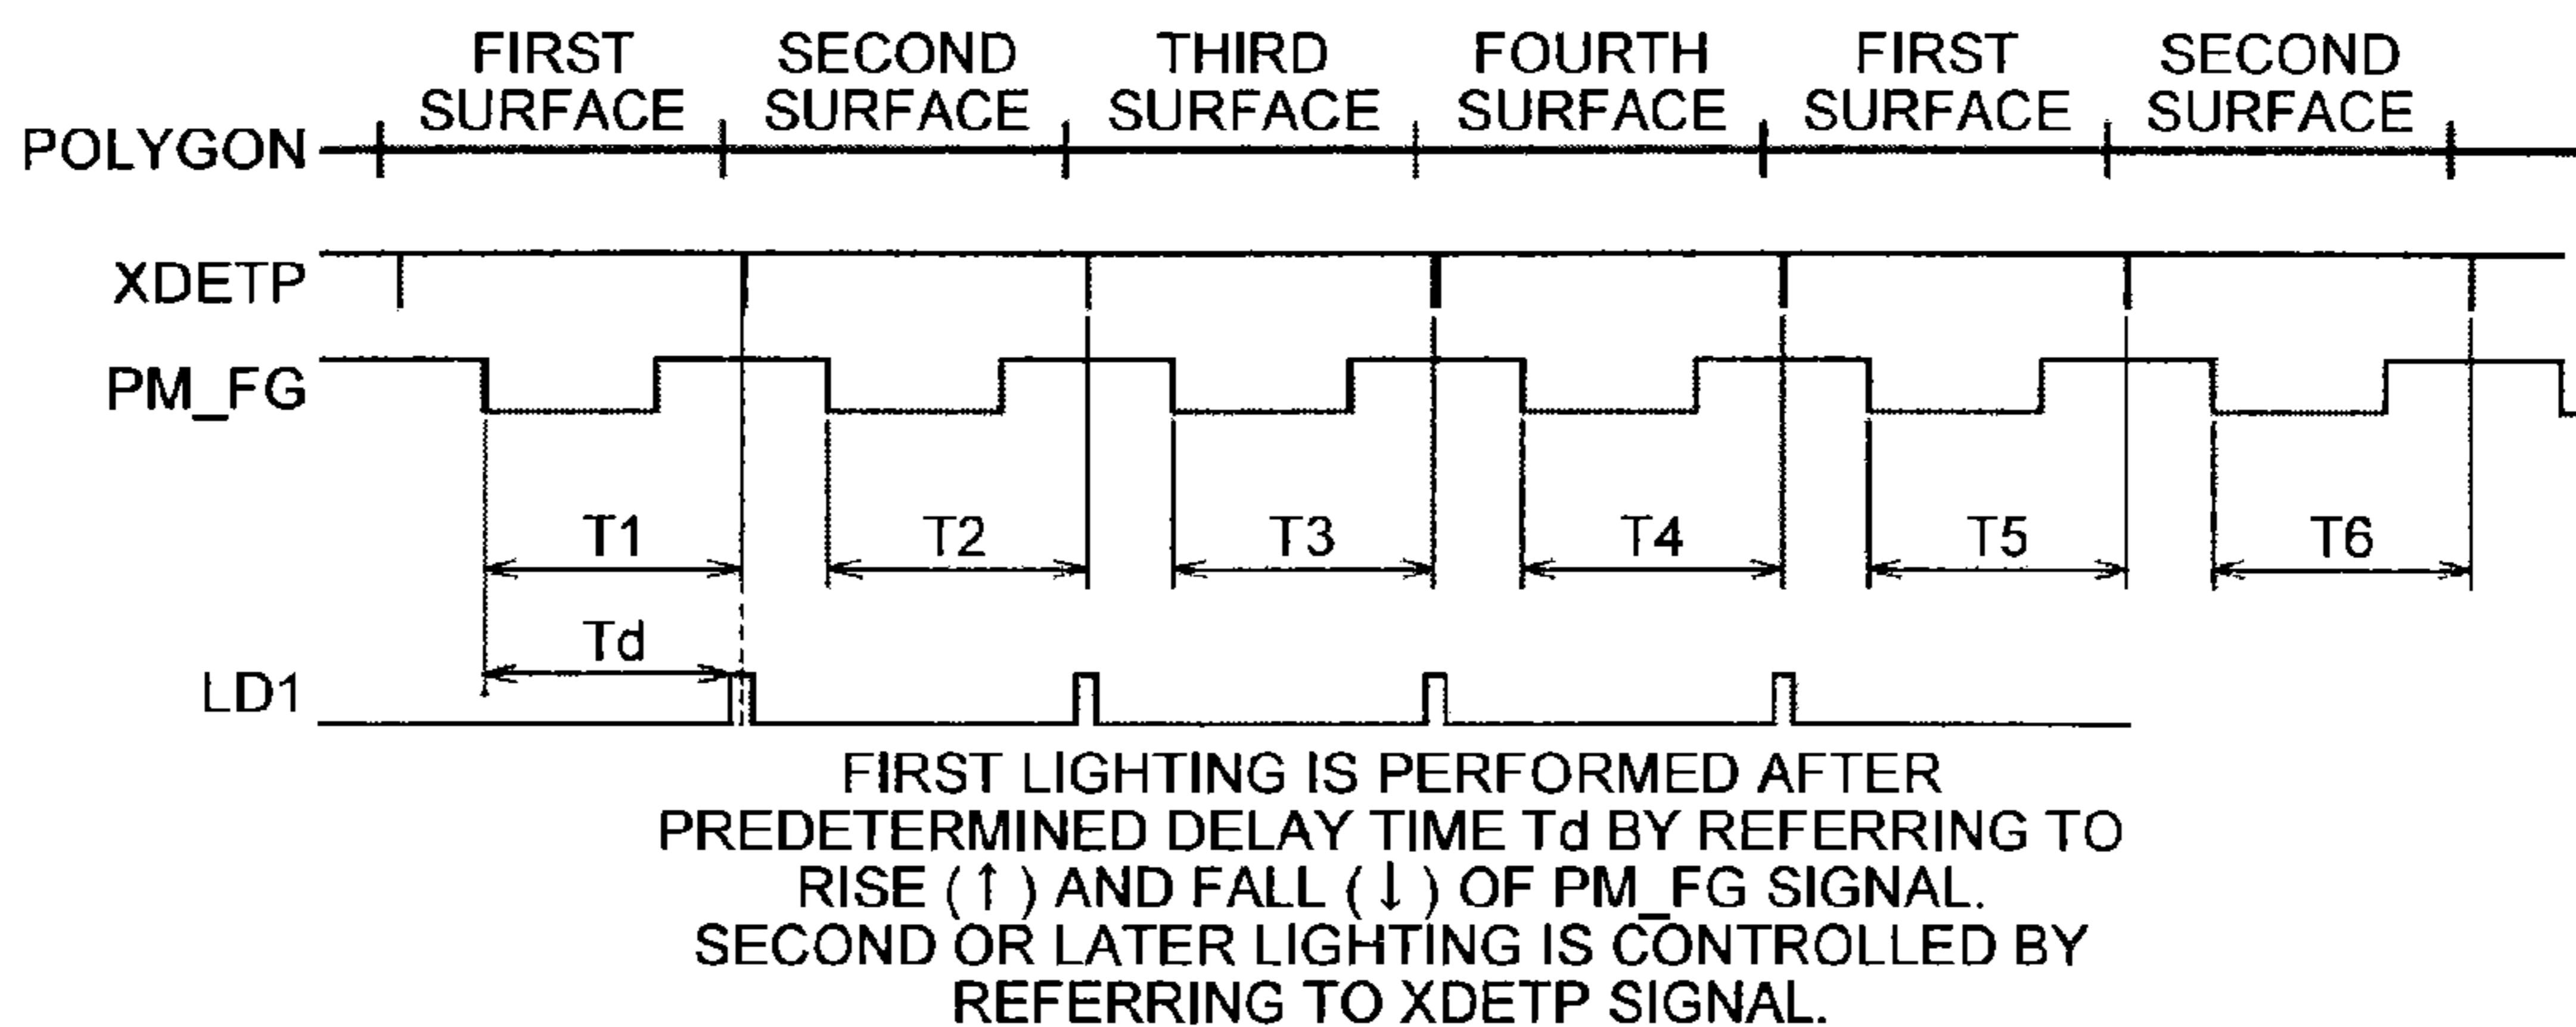 FIRST SURFACE
SECOND SURFACE
THIRD SURFACE
FOURTH SURFACE
FIRST SURFACE
SECOND SURFACE
POLYGON
XDETP
PM_FG
T1 T2 T3 T4 T5 T6
Td
LD1
FIRST LIGHTING IS PERFORMED AFTER
PREDETERMINED DELAY TIME Td BY REFERRING TO
RISE (↑) AND FALL (↓) OF PM_FG SIGNAL.
SECOND OR LATER LIGHTING IS CONTROLLED BY
REFERRING TO XDETP SIGNAL.